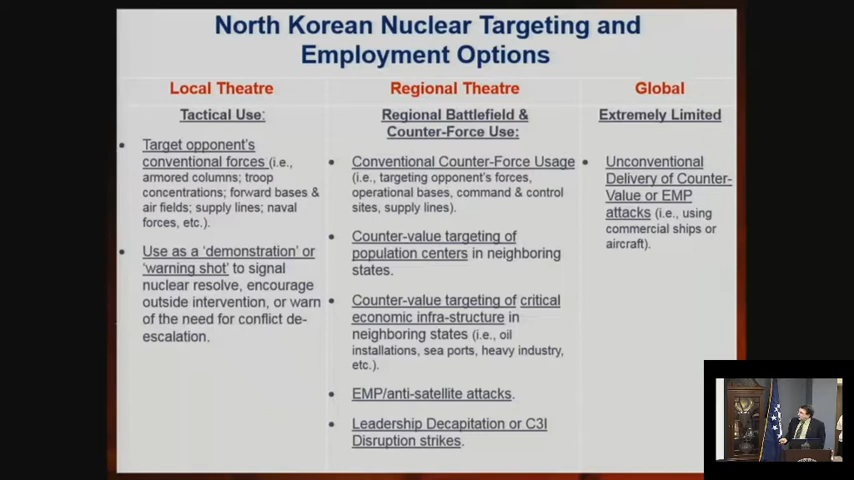 North Korean Nuclear Targeting and
Employment Options
Local Theatre
Tactical Use:
• Target opponent's
conventional forces (i.e.,
armored columns; troop
concentrations; forward bases &
air fields; supply lines; naval
forces, etc.).
• Use as a 'demonstration' or
'warning shot' to signal
nuclear resolve, encourage
outside intervention, or warn
of the need for conflict de-
escalation.
Regional Theatre
Regional Battlefield &
Counter-Force Use:
• Conventional Counter-Force Usage
(i.e., targeting opponent's forces,
operational bases, command & control
sites, supply lines).
• Counter-value targeting of
population centers in neighboring
states.
• Counter-value targeting of critical
economic infra-structure in
neighboring states (i.e., oil
installations, sea ports, heavy industry,
etc.).
• EMP/anti-satellite attacks.
• Leadership Decapitation or C3I
Disruption strikes.
Global
Extremely Limited
• Unconventional
Delivery of Counter-
Value or EMP
attacks (i.e., using
commercial ships or
aircraft).